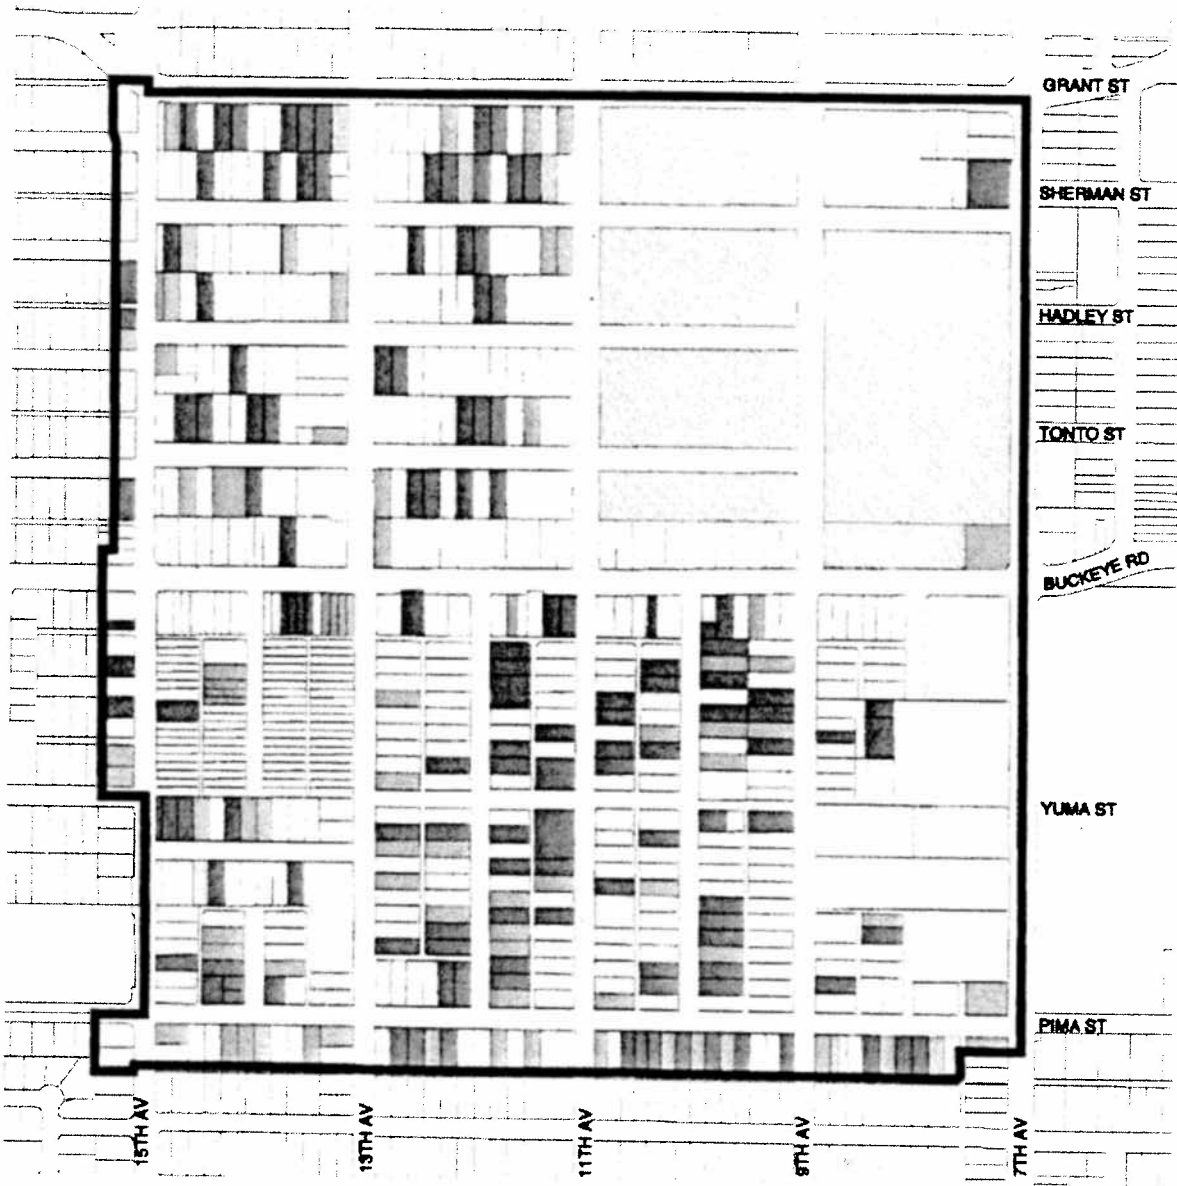 GRANT ST
SHERMAN ST
HADLEY ST
TONTO ST
BUCKEYE RD
YUMA ST
PIMA ST
15TH AV
13TH AV
11TH AV
9TH AV
7TH AV